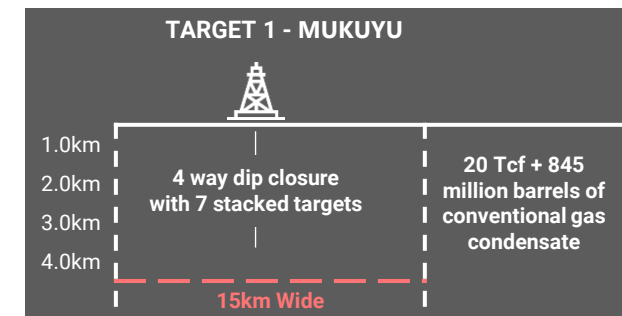 TARGET 1 - MUKUYU
1.0km
2.0km
3.0km
4.0km
4 way dip closure
with 7 stacked targets
20 Tcf + 845
million barrels of
conventional gas
condensate
15km Wide